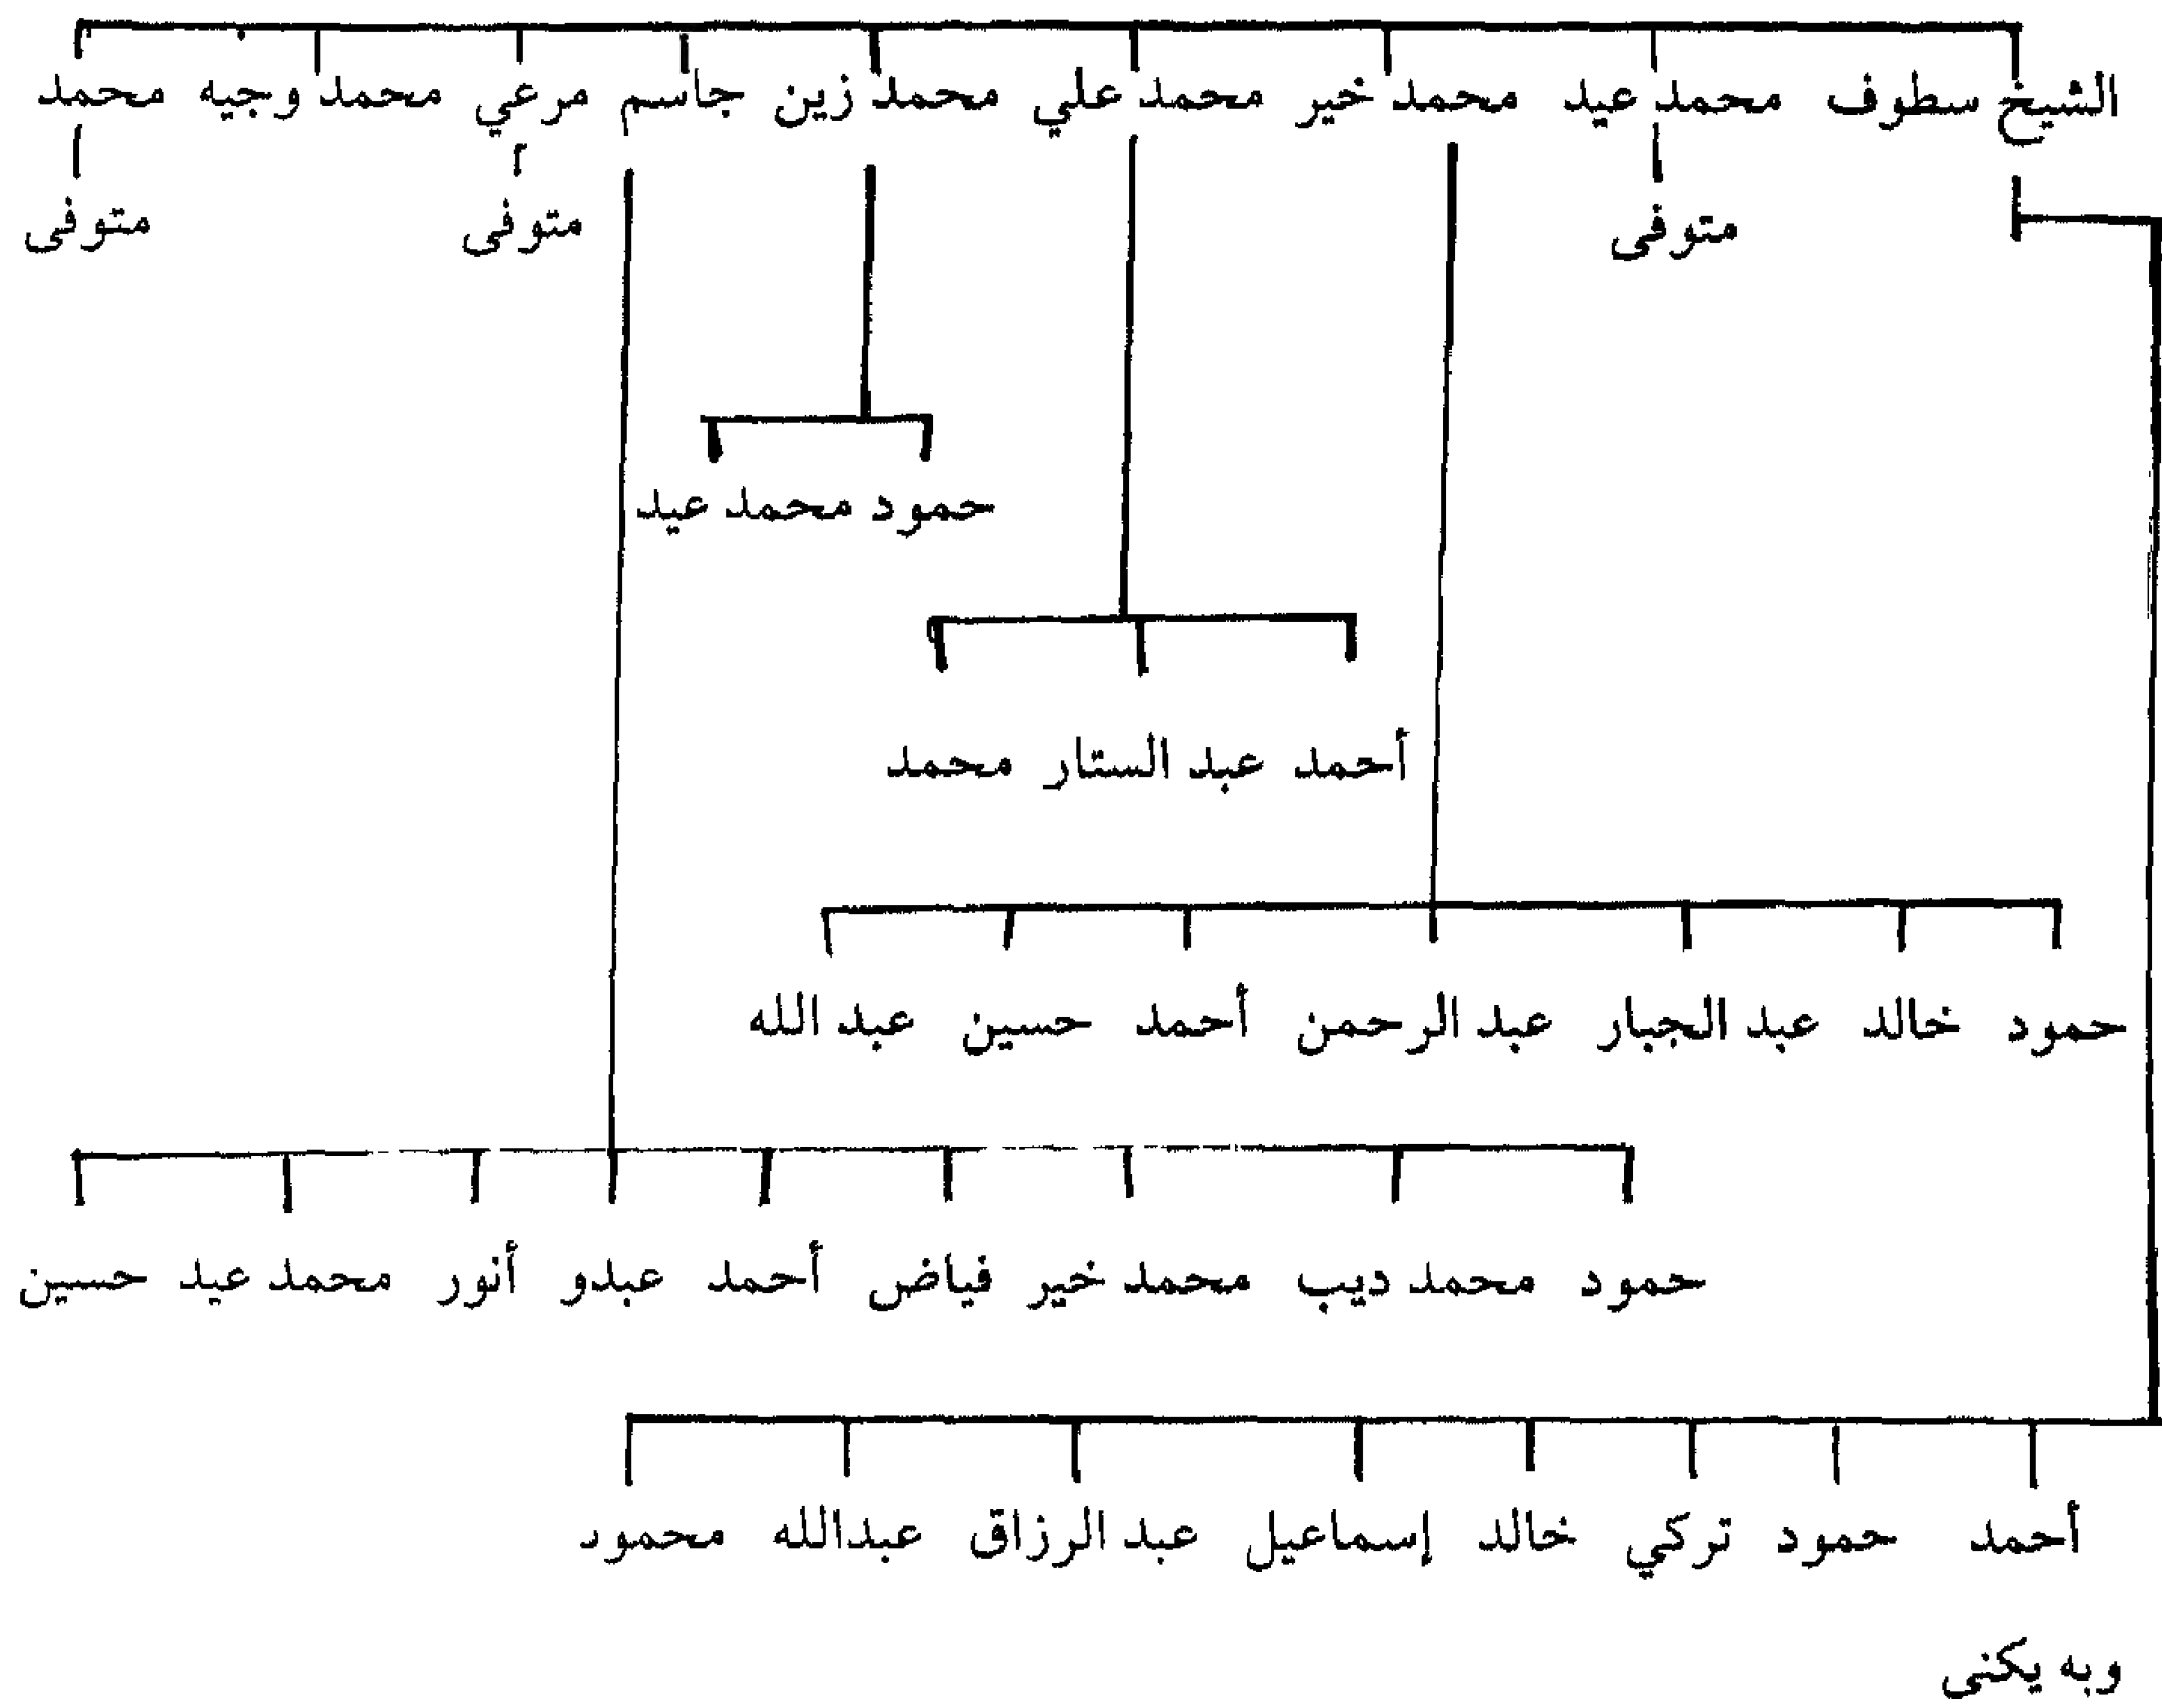 الشيخ سطوف محمد عيد محمد خير محمد علي محمد زين جاسم مرعي محمد وجيه محمد
متوفى متوفى متوفى
حمود محمد عيد
أحمد عبد الستار محمد
حمود خالد عبد الجبار عبد الرحمن أحمد حسين عبد الله
حمود محمد ديب محمد خير فياض أحمد عبدو أنور محمد عيد حسين
أحمد حمود تركي خالد إسماعيل عبد الرزاق عبدالله محمود
وبه يكنى